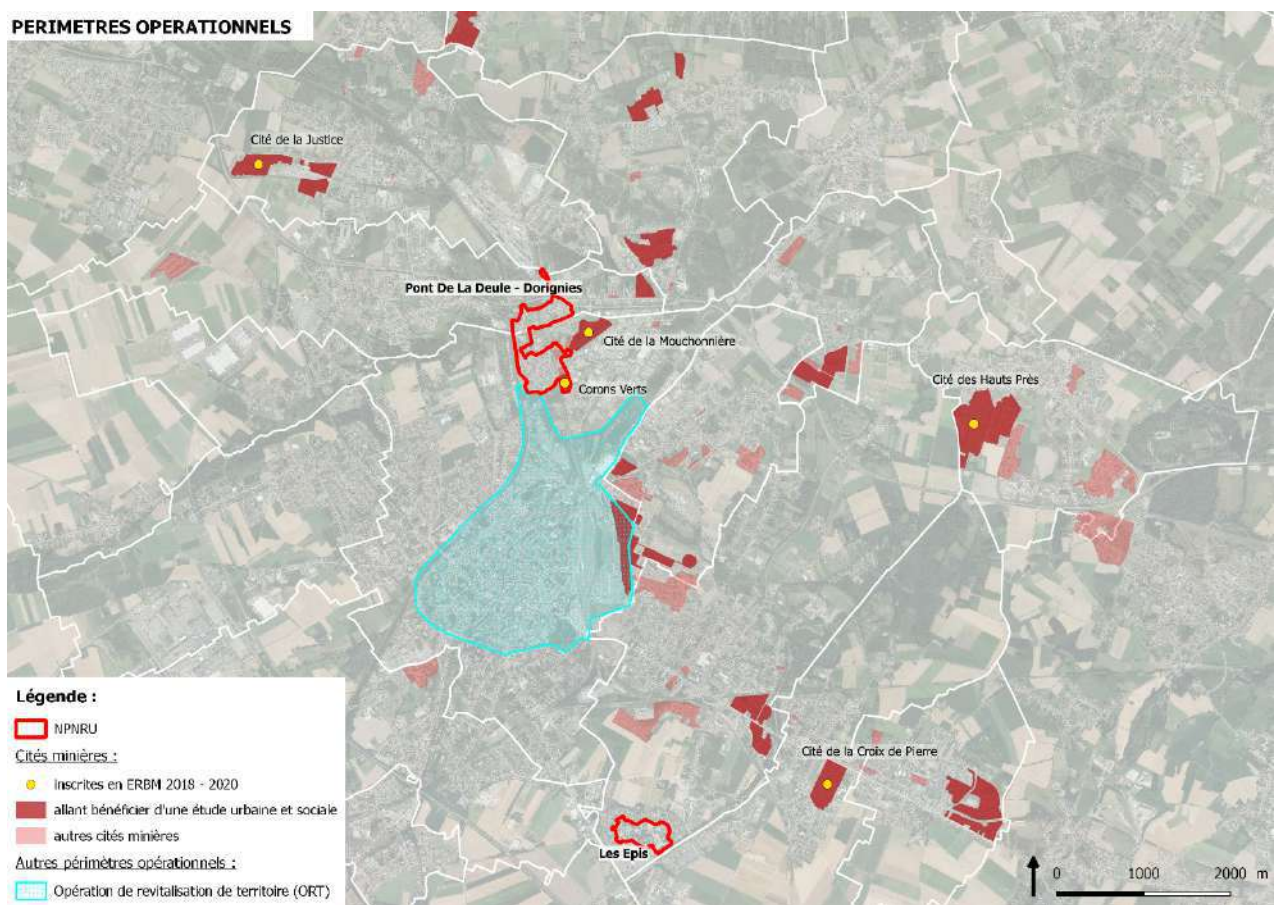 PERIMETRES OPERATIONNELS
Cité de la Justice
Pont De La Deule - Dorignies
Cité de la Mouchonnière
Corons Verts
Cité des Hauts Près
Cité de la Croix de Pierre
Les Epis
Légende :
NPNRU
Cités minières :
inscrites en ERBM 2018 - 2020
allant bénéficier d'une étude urbaine et sociale
autres cités minières
Autres périmètres opérationnels :
Opération de revitalisation de territoire (ORT)
0 1000 2000 m